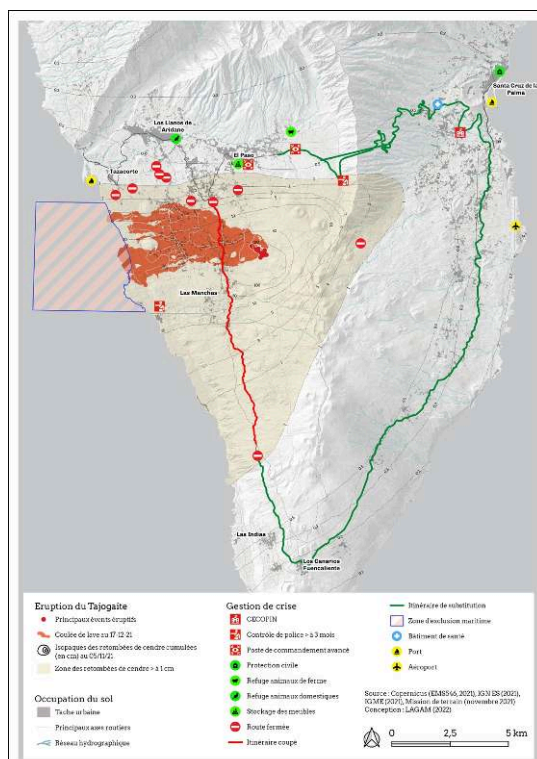 Santa Cruz de la
Palma
Los Llanos de
Aridane
El Paso
Tazacorte
Las Manchas
Las Indias
Los Canarios
Fuencaliente
Eruption du Tajogaite
Principaux évents éruptifs
Coulée de lave au 17-12-21
Isopaques des retombées de cendre cumulées
(en cm) au 05/11/21
Zone des retombées de cendre > à 1 cm
Occupation du sol
Tache urbaine
Principaux axes routiers
Réseau hydrographique
Gestion de crise
CECOPIN
Contrôle de police > à 3 mois
Poste de commandement avancé
Protection civile
Refuge animaux de ferme
Refuge animaux domestiques
Stockage des meubles
Route fermée
Itinéraire coupé
Itinéraire de substitution
Zone d'exclusion maritime
Bâtiment de santé
Port
Aéroport
Source : Copernicus (EMS546, 2021), IGN ES (2021),
IGME (2021), Mission de terrain (novembre 2021)
Conception : LAGAM (2022)
0 2,5 5 km